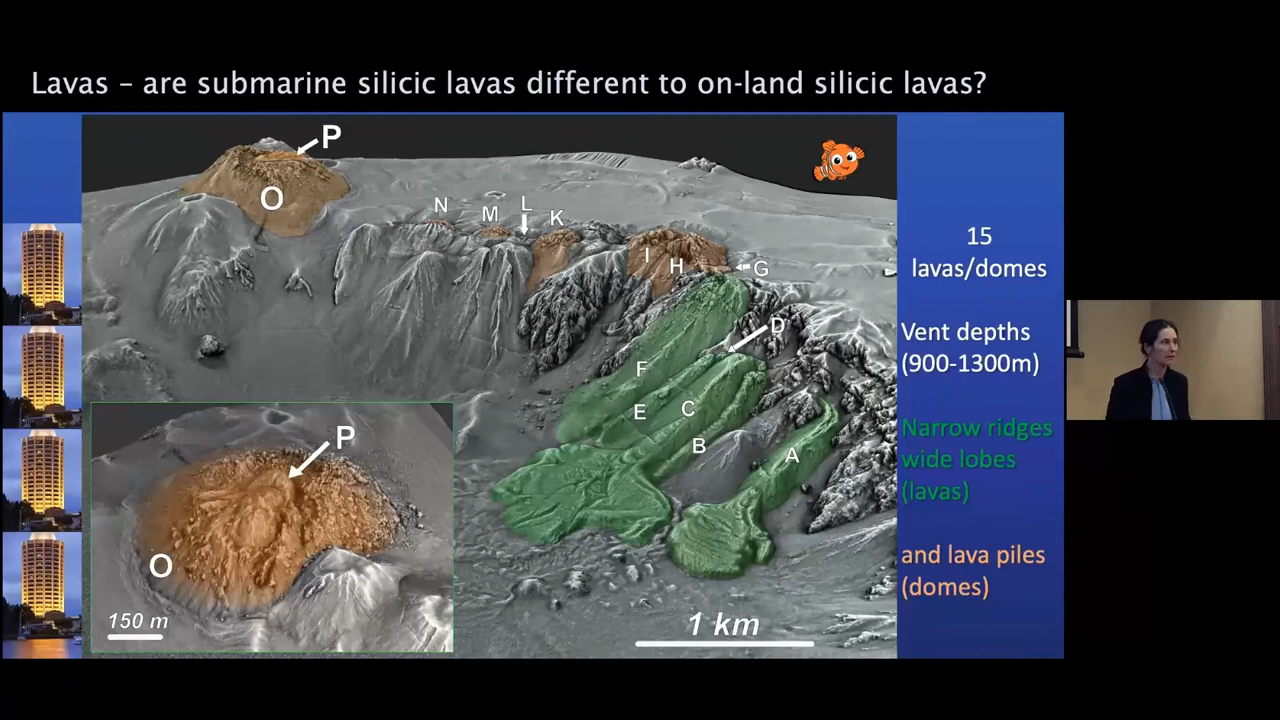 Lavas – are submarine silicic lavas different to on-land silicic lavas?
P
O
N
M
L
K
I
H
G
D
F
E
C
B
A
P
O
150 m
1 km
15
lavas/domes
Vent depths
(900-1300m)
Narrow ridges
wide lobes
(lavas)
and lava piles
(domes)